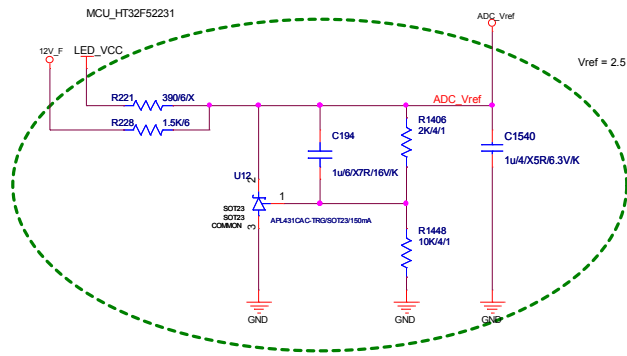 MCU_HT32F52231
ADC_Vref
12V_F
LED_VCC
Vref = 2.5
R221
390/6/X
ADC_Vref
R228
1.5K/6
R1406
2K/4/1
C194
1u/6/X7R/16V/K
C1540
1u/4/X5R/6.3V/K
U12
2
1
SOT23
SOT23
COMMON
3
APL431CAC-TRG/SOT23/150mA
R1448
10K/4/1
GND
GND
GND